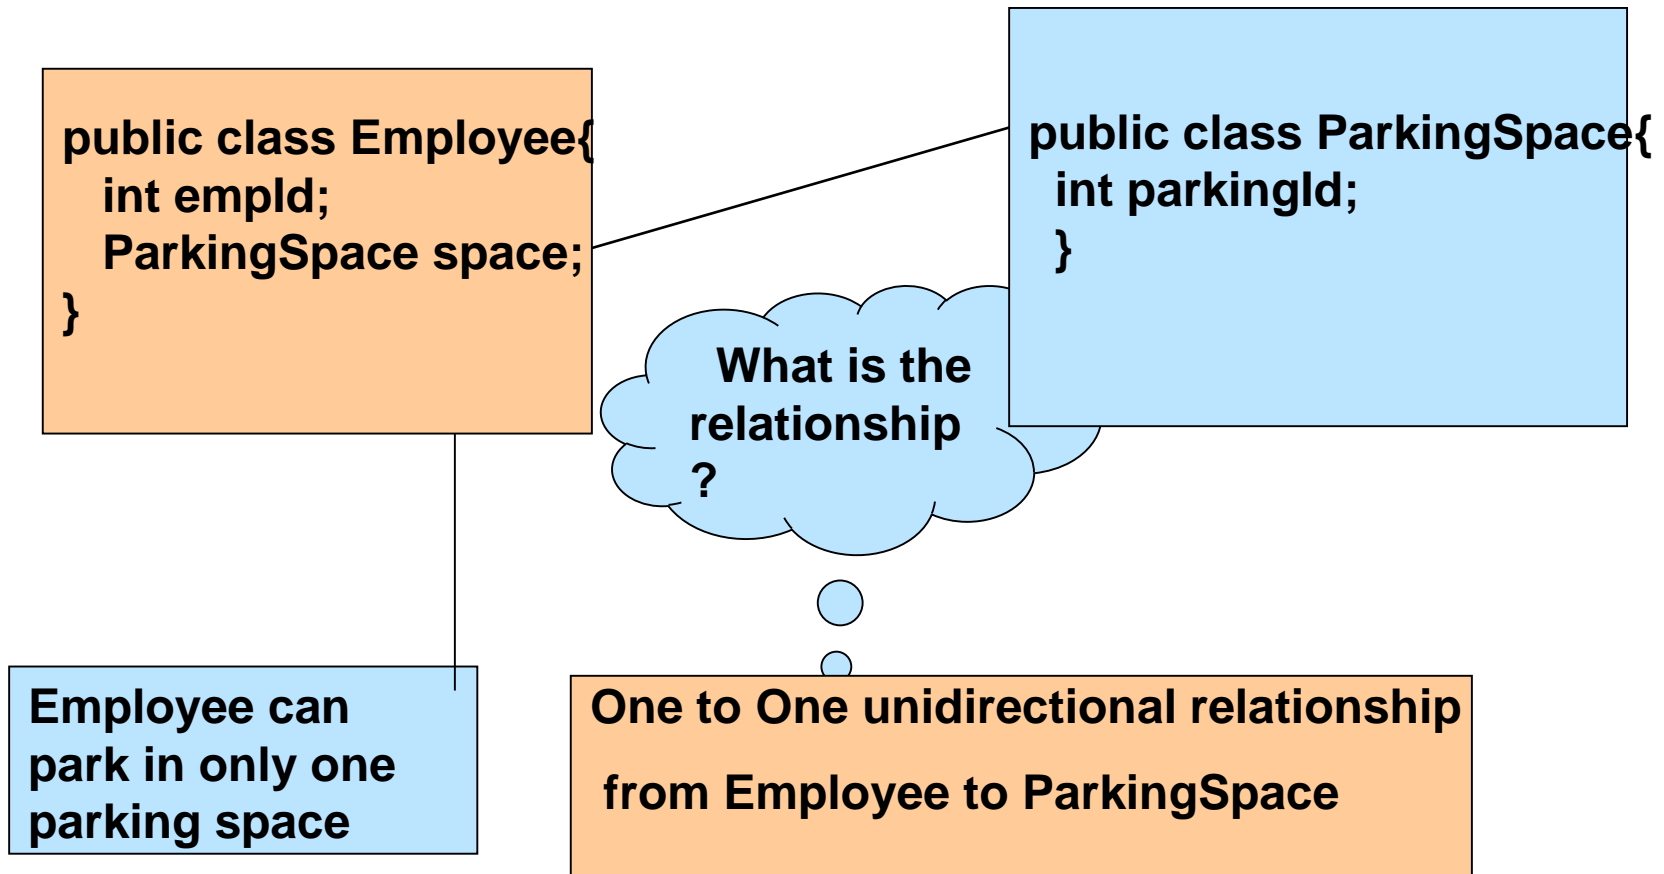 public class Employee{
int empId;
ParkingSpace space;
}
public class ParkingSpace{
int parkingId;
}
What is the
relationship
?
Employee can
park in only one
parking space
One to One unidirectional relationship
from Employee to ParkingSpace